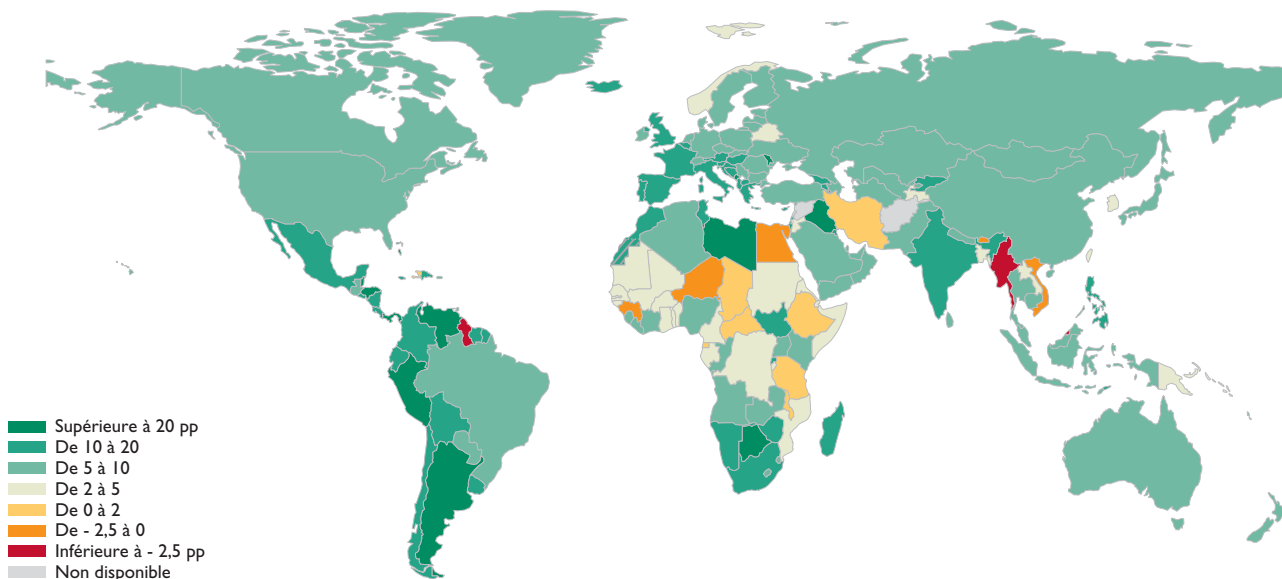 Supérieure à 20 pp
De 10 à 20
De 5 à 10
De 2 à 5
De 0 à 2
De - 2,5 à 0
Inférieure à - 2,5 pp
Non disponible